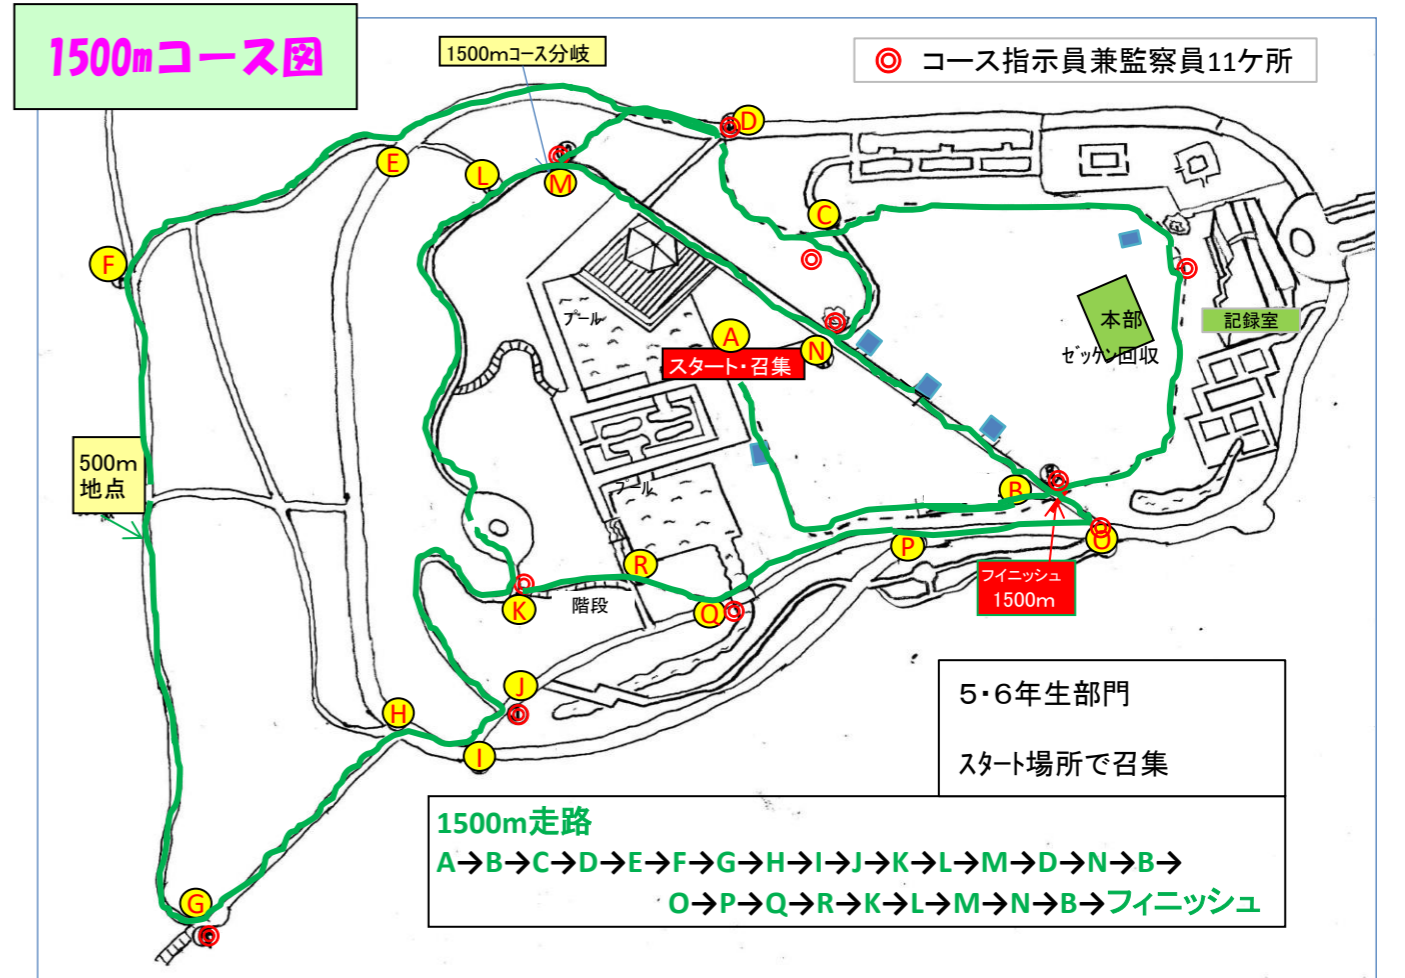 1500mコース図
1500mコース分岐
◎ コース指示員兼監察員11ケ所
D
E
L
M
C
F
プール
A
スタート・召集
N
本部
ゼッケン回収
記録室
500m
地点
プール
B
O
P
フイニッシュ
1500m
R
K
階段
Q
J
H
I
G
5・6年生部門
スタート場所で召集
1500m走路
A→B→C→D→E→F→G→H→I→J→K→L→M→D→N→B→
O→P→Q→R→K→L→M→N→B→フィニッシュ